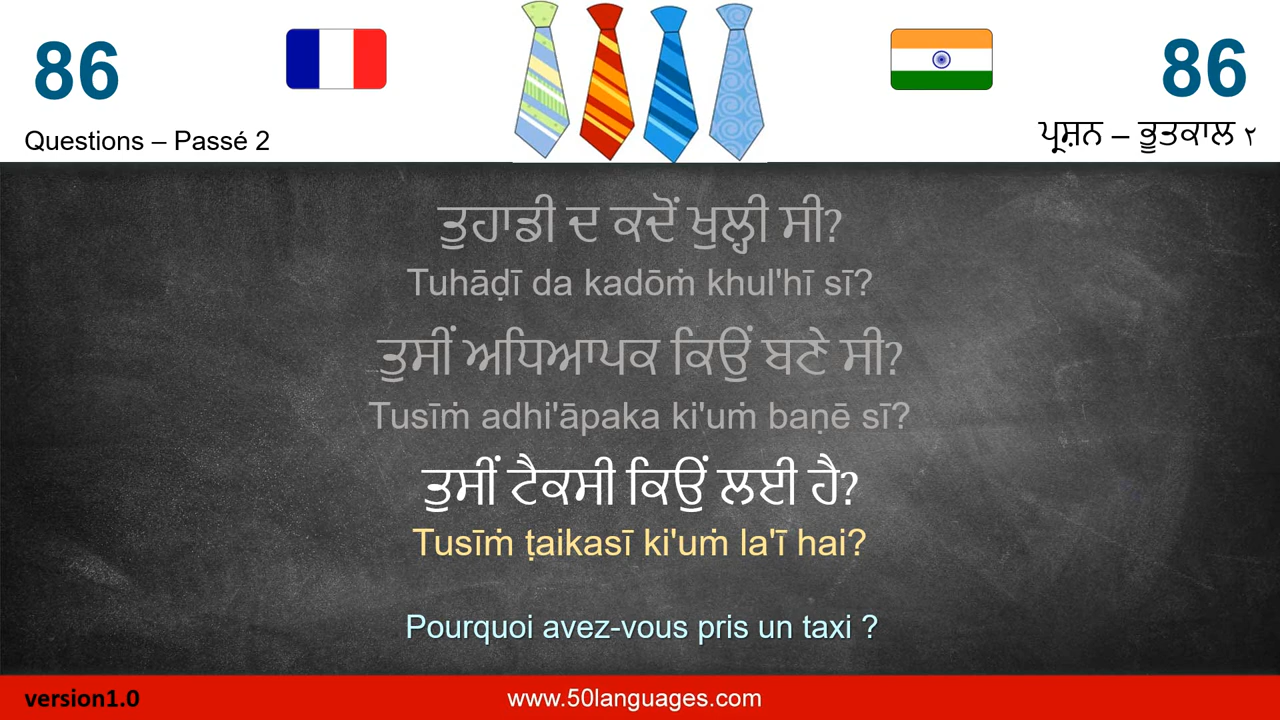 86
86
Questions – Passé 2
ਪ੍ਰਸ਼ਨ – ਭੂਤਕਾਲ ੨
ਤੁਹਾਡੀ ਦ ਕਦੋਂ ਖੁਲ੍ਹੀ ਸੀ?
Tuhāḍī da kadōṁ khul'hī sī?
ਤੁਸੀਂ ਅਧਿਆਪਕ ਕਿਉਂ ਬਣੇ ਸੀ?
Tusīṁ adhi'āpaka ki'uṁ baṇē sī?
ਤੁਸੀਂ ਟੈਕਸੀ ਕਿਉਂ ਲਈ ਹੈ?
Tusīṁ ṭaikasī ki'uṁ la'ī hai?
Pourquoi avez-vous pris un taxi ?
version1.0
www.50languages.com